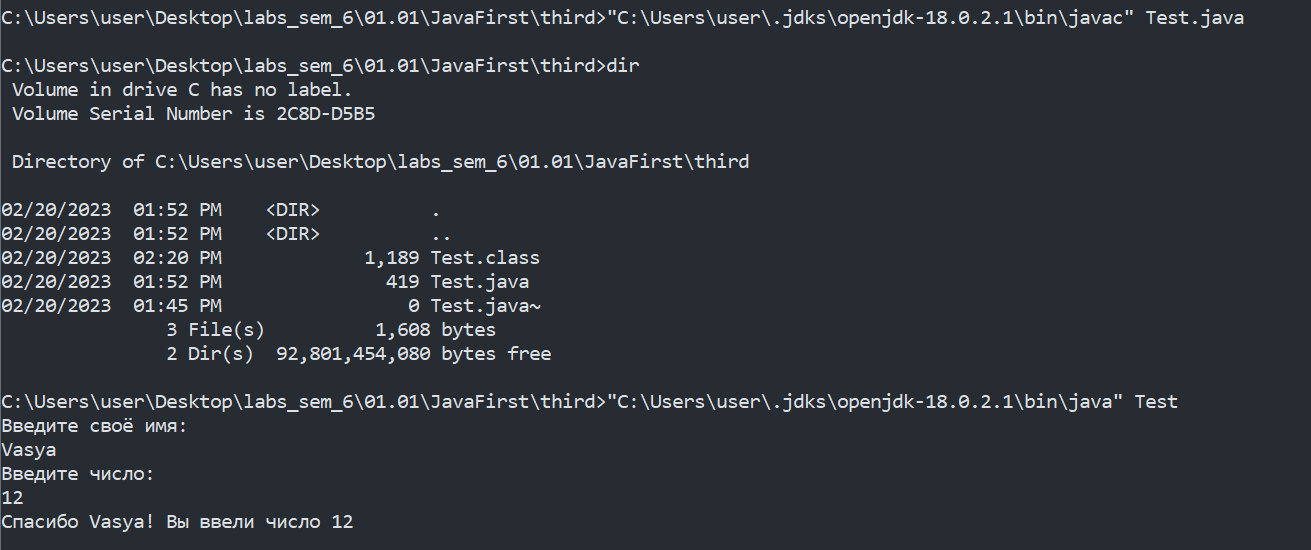 C:\Users\user\Desktop\labs_sem_6\01.01\JavaFirst\third>"C:\Users\user\.jdks\openjdk-18.0.2.1\bin\javac" Test.java
C:\Users\user\Desktop\labs_sem_6\01.01\JavaFirst\third>dir
Volume in drive C has no label.
Volume Serial Number is 2C8D-D5B5
Directory of C:\Users\user\Desktop\labs_sem_6\01.01\JavaFirst\third
02/20/2023  01:52 PM    <DIR>          .
02/20/2023  01:52 PM    <DIR>          ..
02/20/2023  02:20 PM             1,189 Test.class
02/20/2023  01:52 PM               419 Test.java
02/20/2023  01:45 PM                 0 Test.java~
3 File(s)          1,608 bytes
2 Dir(s)  92,801,454,080 bytes free
C:\Users\user\Desktop\labs_sem_6\01.01\JavaFirst\third>"C:\Users\user\.jdks\openjdk-18.0.2.1\bin\java" Test
Введите своё имя:
Vasya
Введите число:
12
Спасибо Vasya! Вы ввели число 12